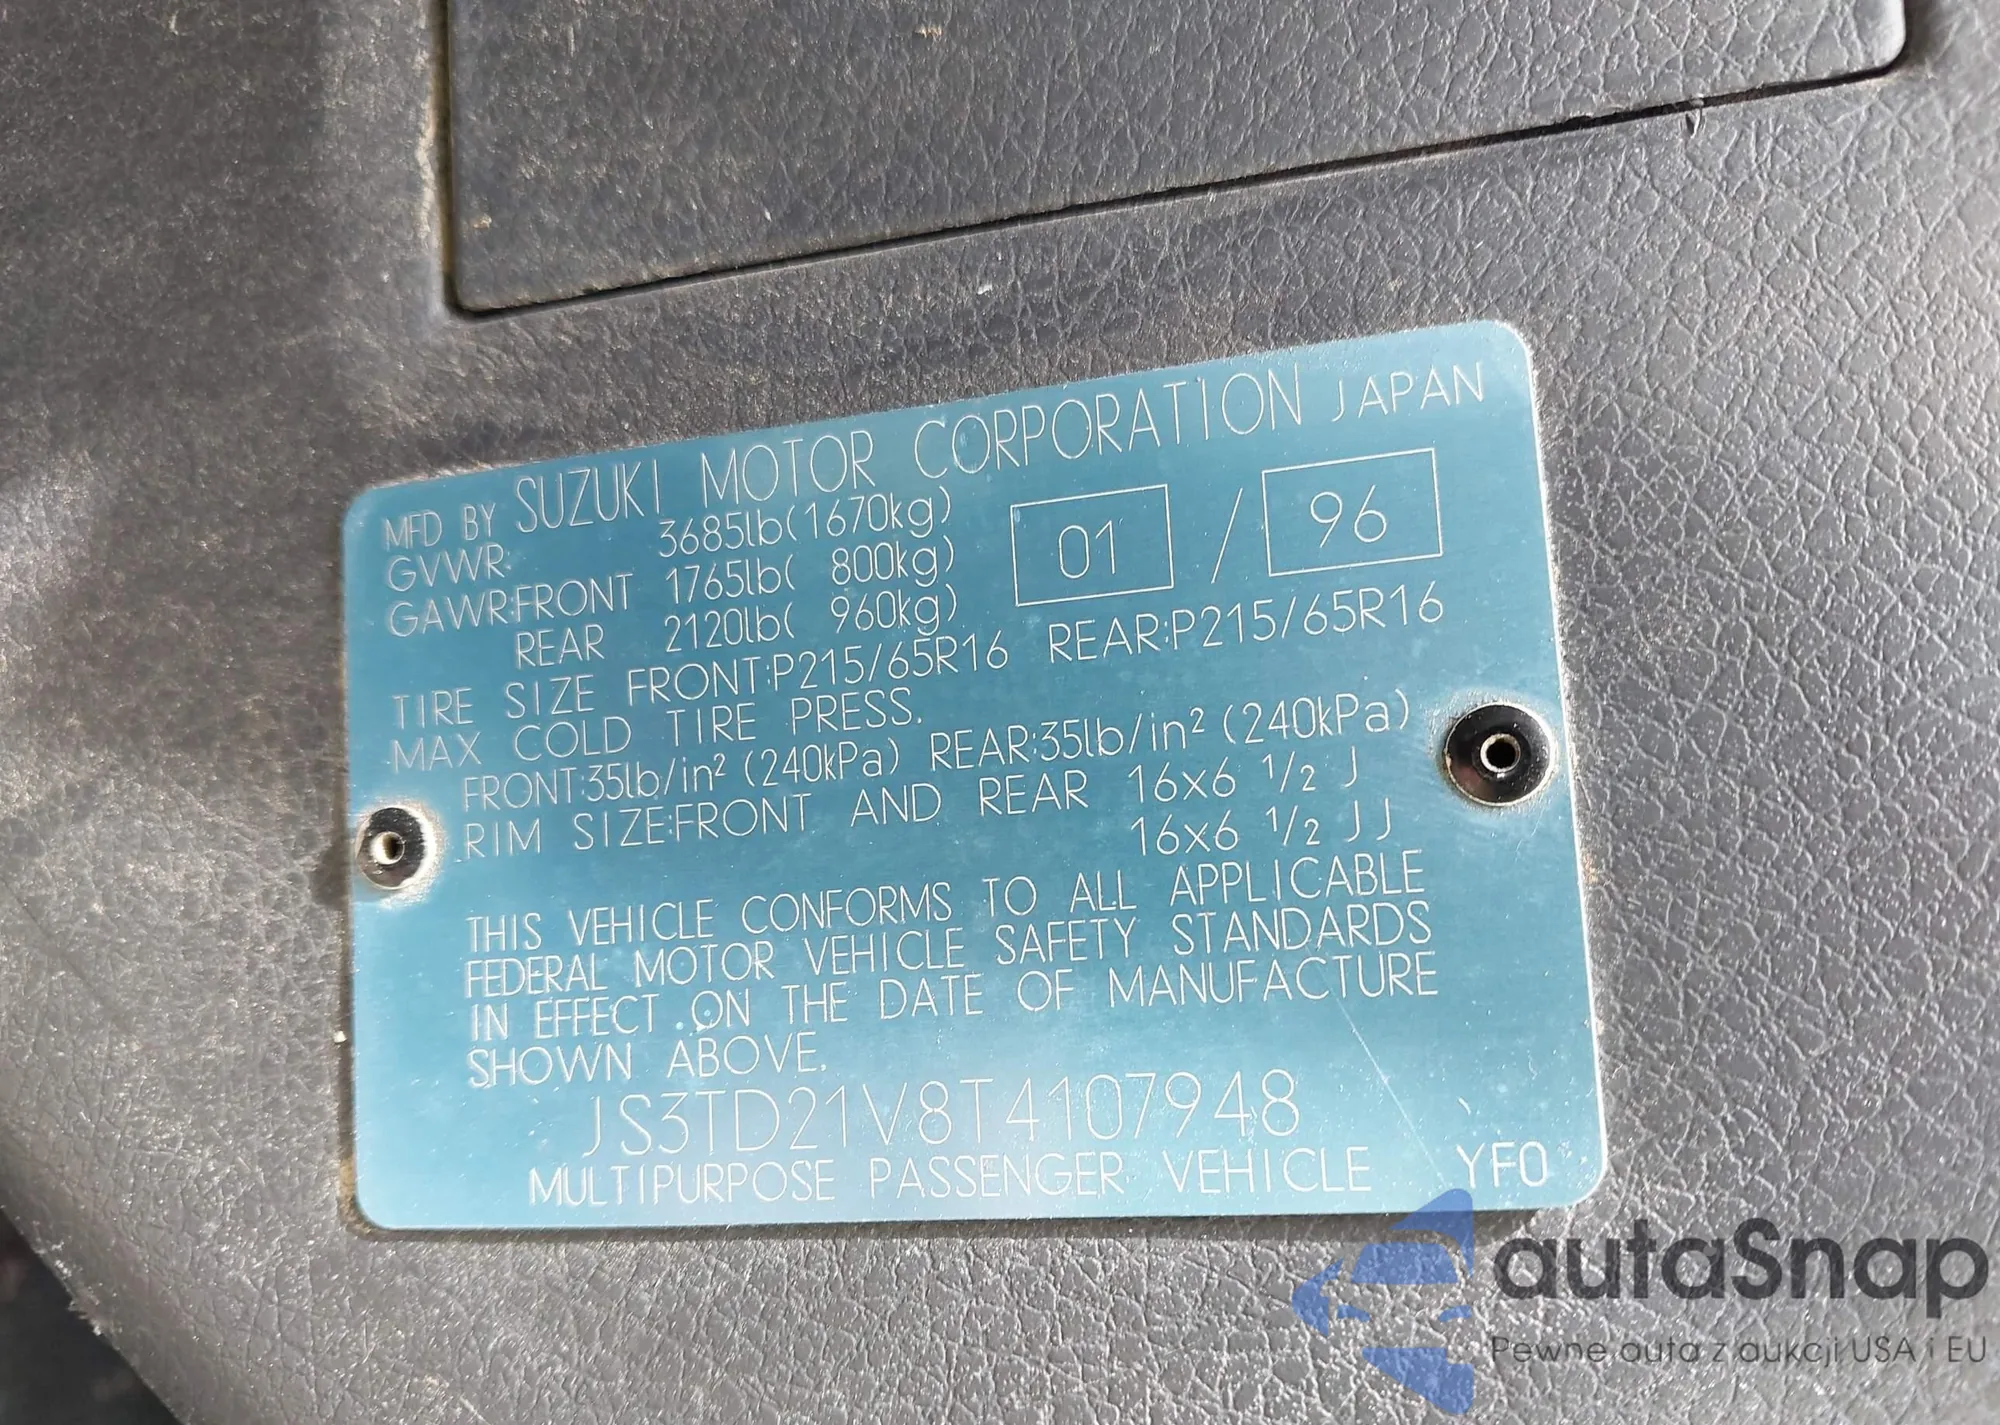 MFD BY SUZUKI MOTOR CORPORATION JAPAN
GVWR 3685lb(1670kg)
GAWR:FRONT 1765lb( 800kg) 01 / 96
REAR 2120lb( 960kg)
TIRE SIZE FRONT:P215/65R16 REAR:P215/65R16
MAX COLD TIRE PRESS.
FRONT:35lb/in² (240kPa) REAR:35lb/in² (240kPa)
RIM SIZE:FRONT AND REAR 16x6 1/2 J
16x6 1/2 JJ
THIS VEHICLE CONFORMS TO ALL APPLICABLE
FEDERAL MOTOR VEHICLE SAFETY STANDARDS
IN EFFECT ON THE DATE OF MANUFACTURE
SHOWN ABOVE.
JS3TD21V8T4107948
MULTIPURPOSE PASSENGER VEHICLE YF0
autaSnap
Pewne auta z aukcji USA i EU